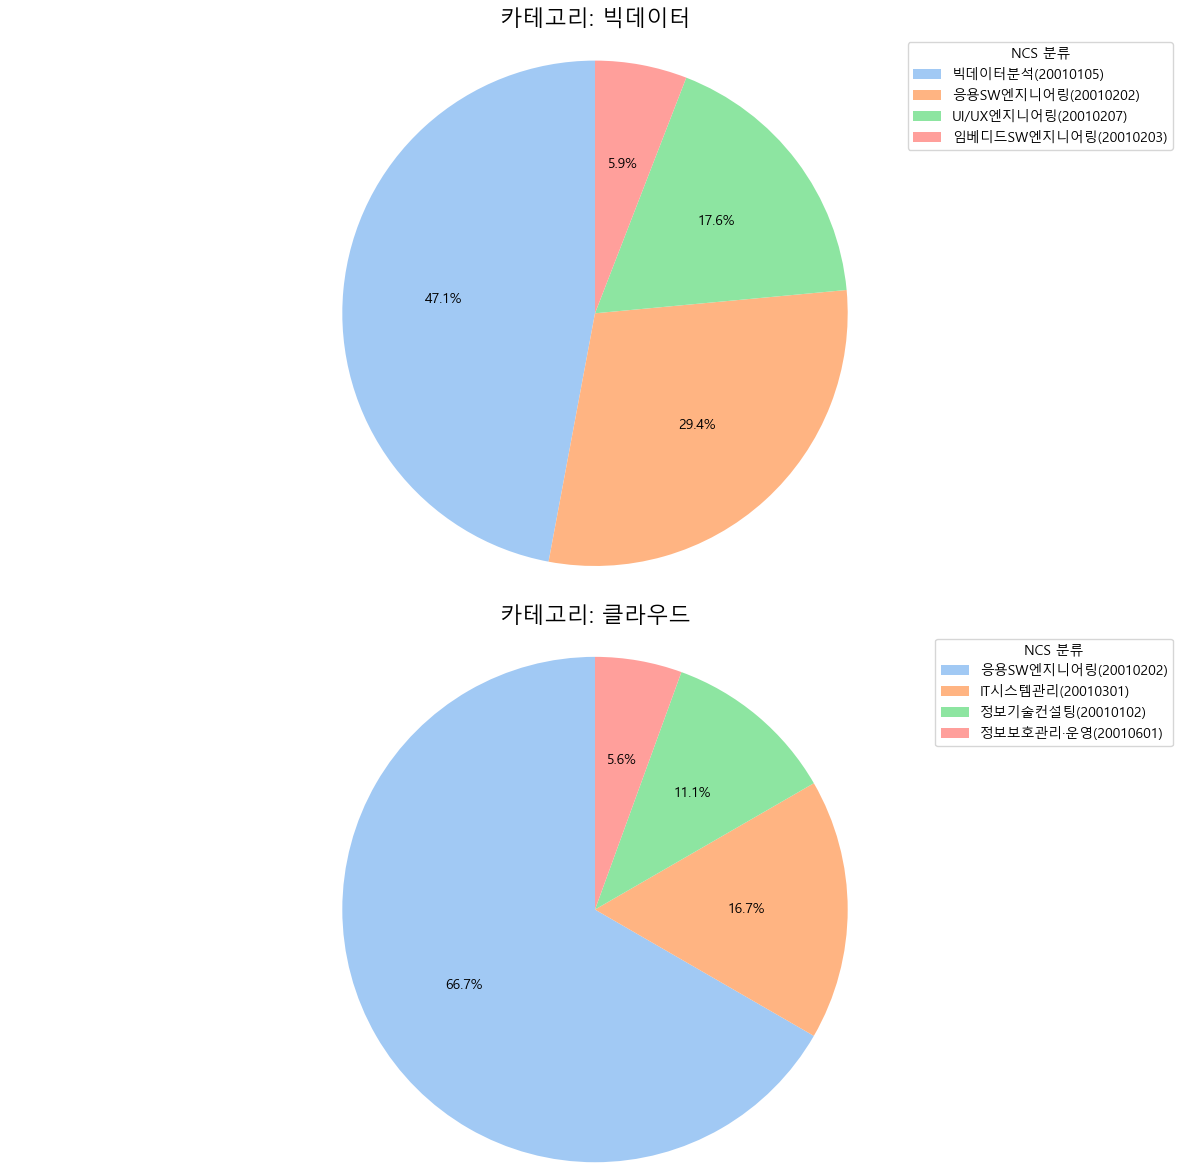 카테고리: 빅데이터
NCS 분류
빅데이터분석(20010105)
응용SW엔지니어링(20010202)
UI/UX엔지니어링(20010207)
임베디드SW엔지니어링(20010203)
5.9%
17.6%
47.1%
29.4%
카테고리: 클라우드
NCS 분류
응용SW엔지니어링(20010202)
IT시스템관리(20010301)
정보기술컨설팅(20010102)
정보보호관리·운영(20010601)
5.6%
11.1%
16.7%
66.7%